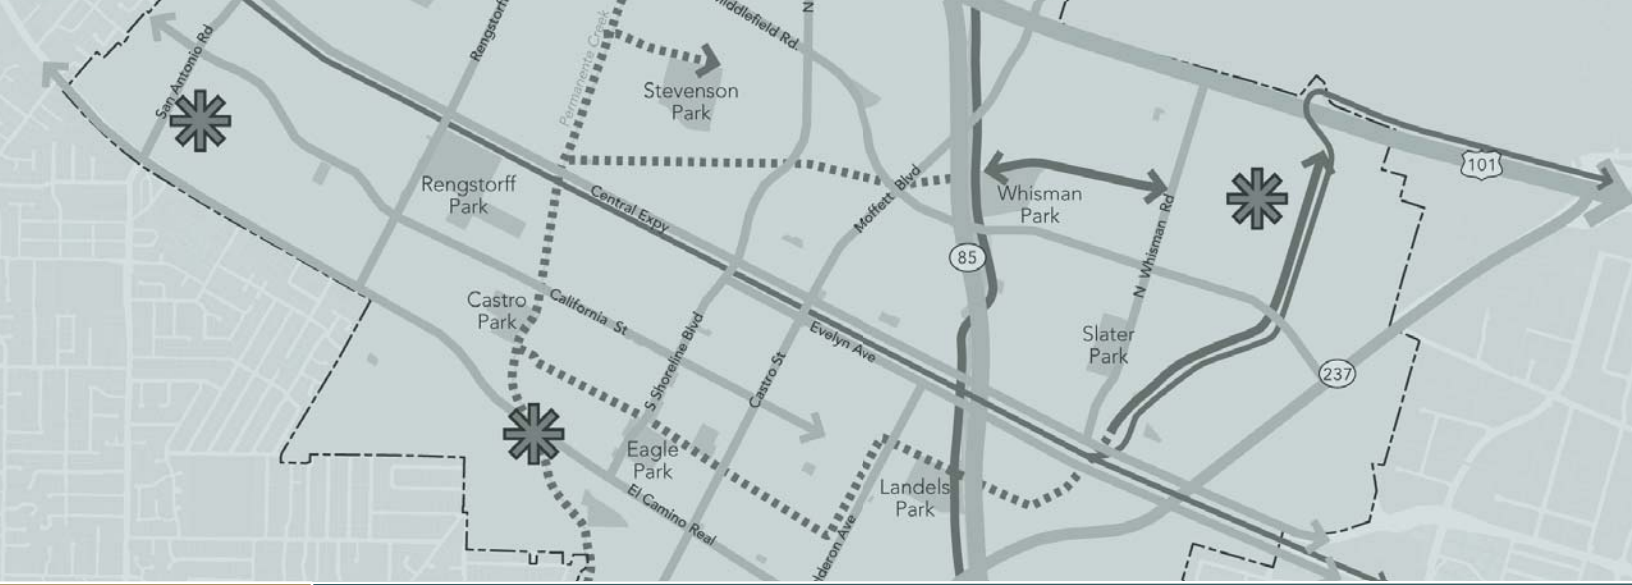 San Antonio Rd
Rengstorff
Permanente Creek
Middlefield Rd.
N
Stevenson
Park
101
Rengstorff
Park
Central Expy
Moffett Blvd
Whisman
Park
N Whisman Rd
85
Castro
Park
California St
S Shoreline Blvd
Castro St
Evelyn Ave
Slater
Park
237
Eagle
Park
El Camino Real
Landels
Park
lderon Ave